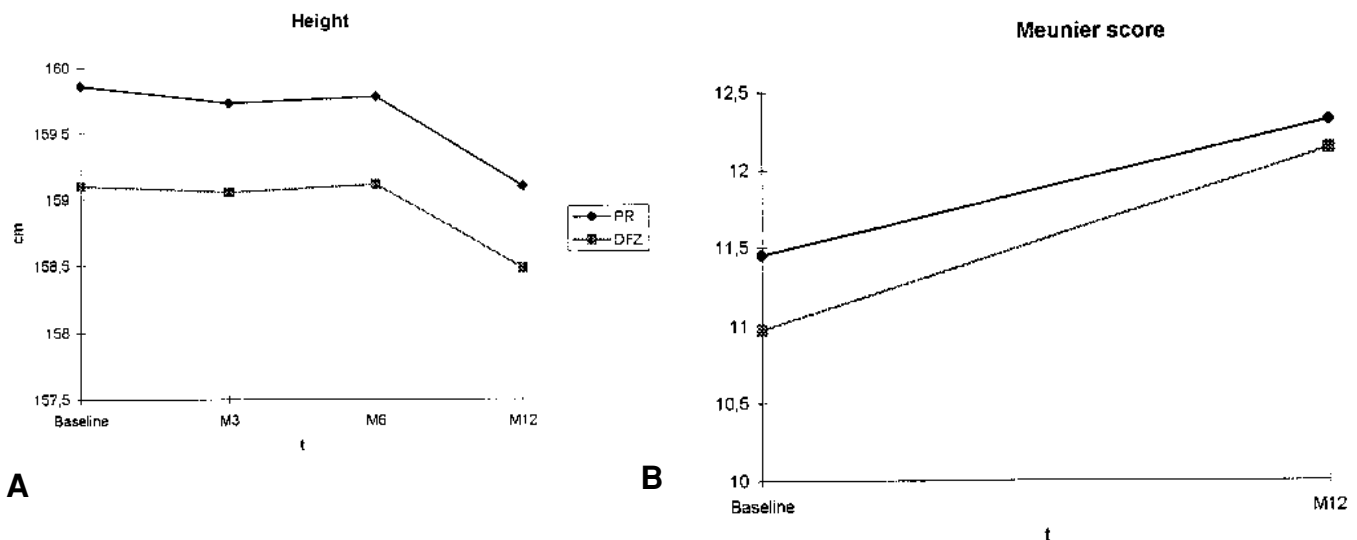 Height
160
159,5
159
158,5
158
157,5
cm
Baseline
M3
M6
M12
t
PR
DFZ
A
Meunier score
12,5
12
11,5
11
10,5
10
Baseline
M12
t
B